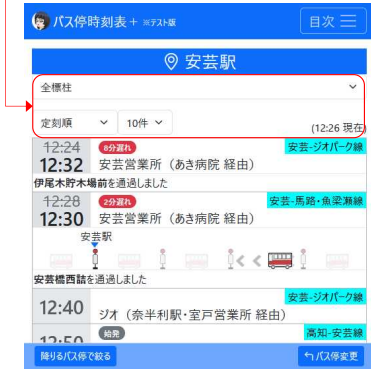 バス停時刻表+ ※テスト版
目次
安芸駅
全標柱
定刻順 10件 (12:26 現在)
12:24 8分遅れ 安芸-ジオパーク線
12:32 安芸営業所（あき病院 経由）
伊尾木貯木場前を通過しました
12:28 2分遅れ 安芸-馬路・魚梁瀬線
12:30 安芸営業所（あき病院 経由）
安芸駅
安芸橋西詰を通過しました
安芸-ジオパーク線
12:40 ジオ（奈半利駅・室戸営業所 経由）
始発 高知-安芸線
12:50
降りるバス停で絞る バス停変更